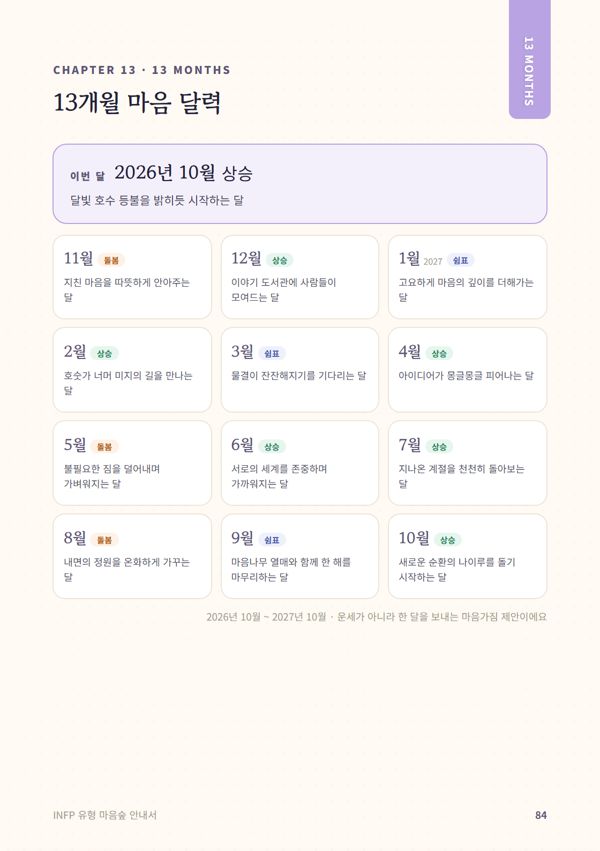 13 MONTHS
CHAPTER 13 · 13 MONTHS
13개월 마음 달력
이번 달 2026년 10월 상승
달빛 호수 등불을 밝히듯 시작하는 달
11월 돌봄
지친 마음을 따뜻하게 안아주는
달
12월 상승
이야기 도서관에 사람들이
모여드는 달
1월 2027 쉼표
고요하게 마음의 깊이를 더해가는
달
2월 상승
호숫가 너머 미지의 길을 만나는
달
3월 쉼표
물결이 잔잔해지기를 기다리는 달
4월 상승
아이디어가 몽글몽글 피어나는 달
5월 돌봄
불필요한 짐을 덜어내며
가벼워지는 달
6월 상승
서로의 세계를 존중하며
가까워지는 달
7월 상승
지나온 계절을 천천히 돌아보는
달
8월 돌봄
내면의 정원을 온화하게 가꾸는
달
9월 쉼표
마음나무 열매와 함께 한 해를
마무리하는 달
10월 상승
새로운 순환의 나이루를 돌기
시작하는 달
2026년 10월 ~ 2027년 10월 · 운세가 아니라 한 달을 보내는 마음가짐 제안이에요
INFP 유형 마음숲 안내서
84